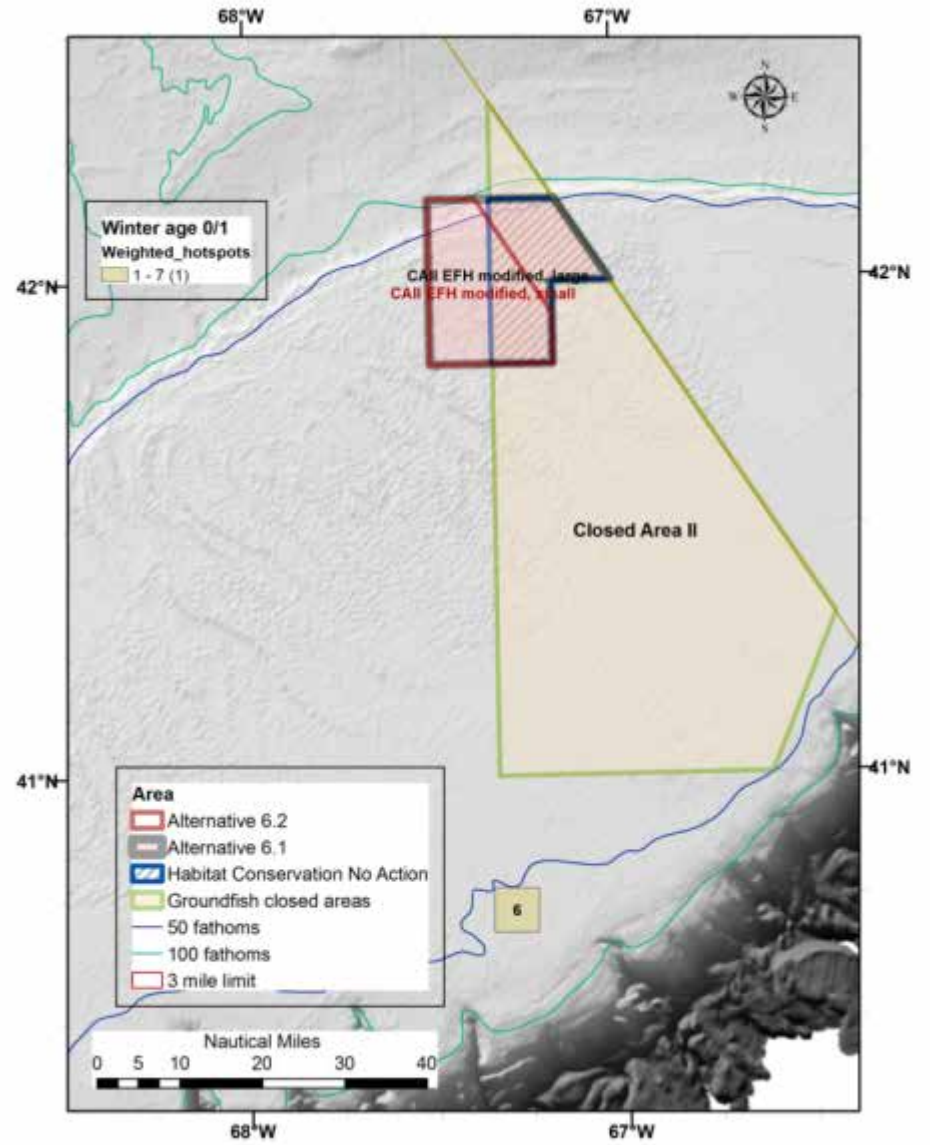 68°W 67°W
N
W E
S
Winter age 0/1
Weighted_hotspots
1 - 7 (1)
42°N 42°N
CAII EFH modified, large
CAII EFH modified, small
Closed Area II
41°N 41°N
Area
Alternative 6.2
Alternative 6.1
Habitat Conservation No Action
Groundfish closed areas
50 fathoms
100 fathoms
3 mile limit
6
Nautical Miles
0 5 10 20 30 40
68°W 67°W